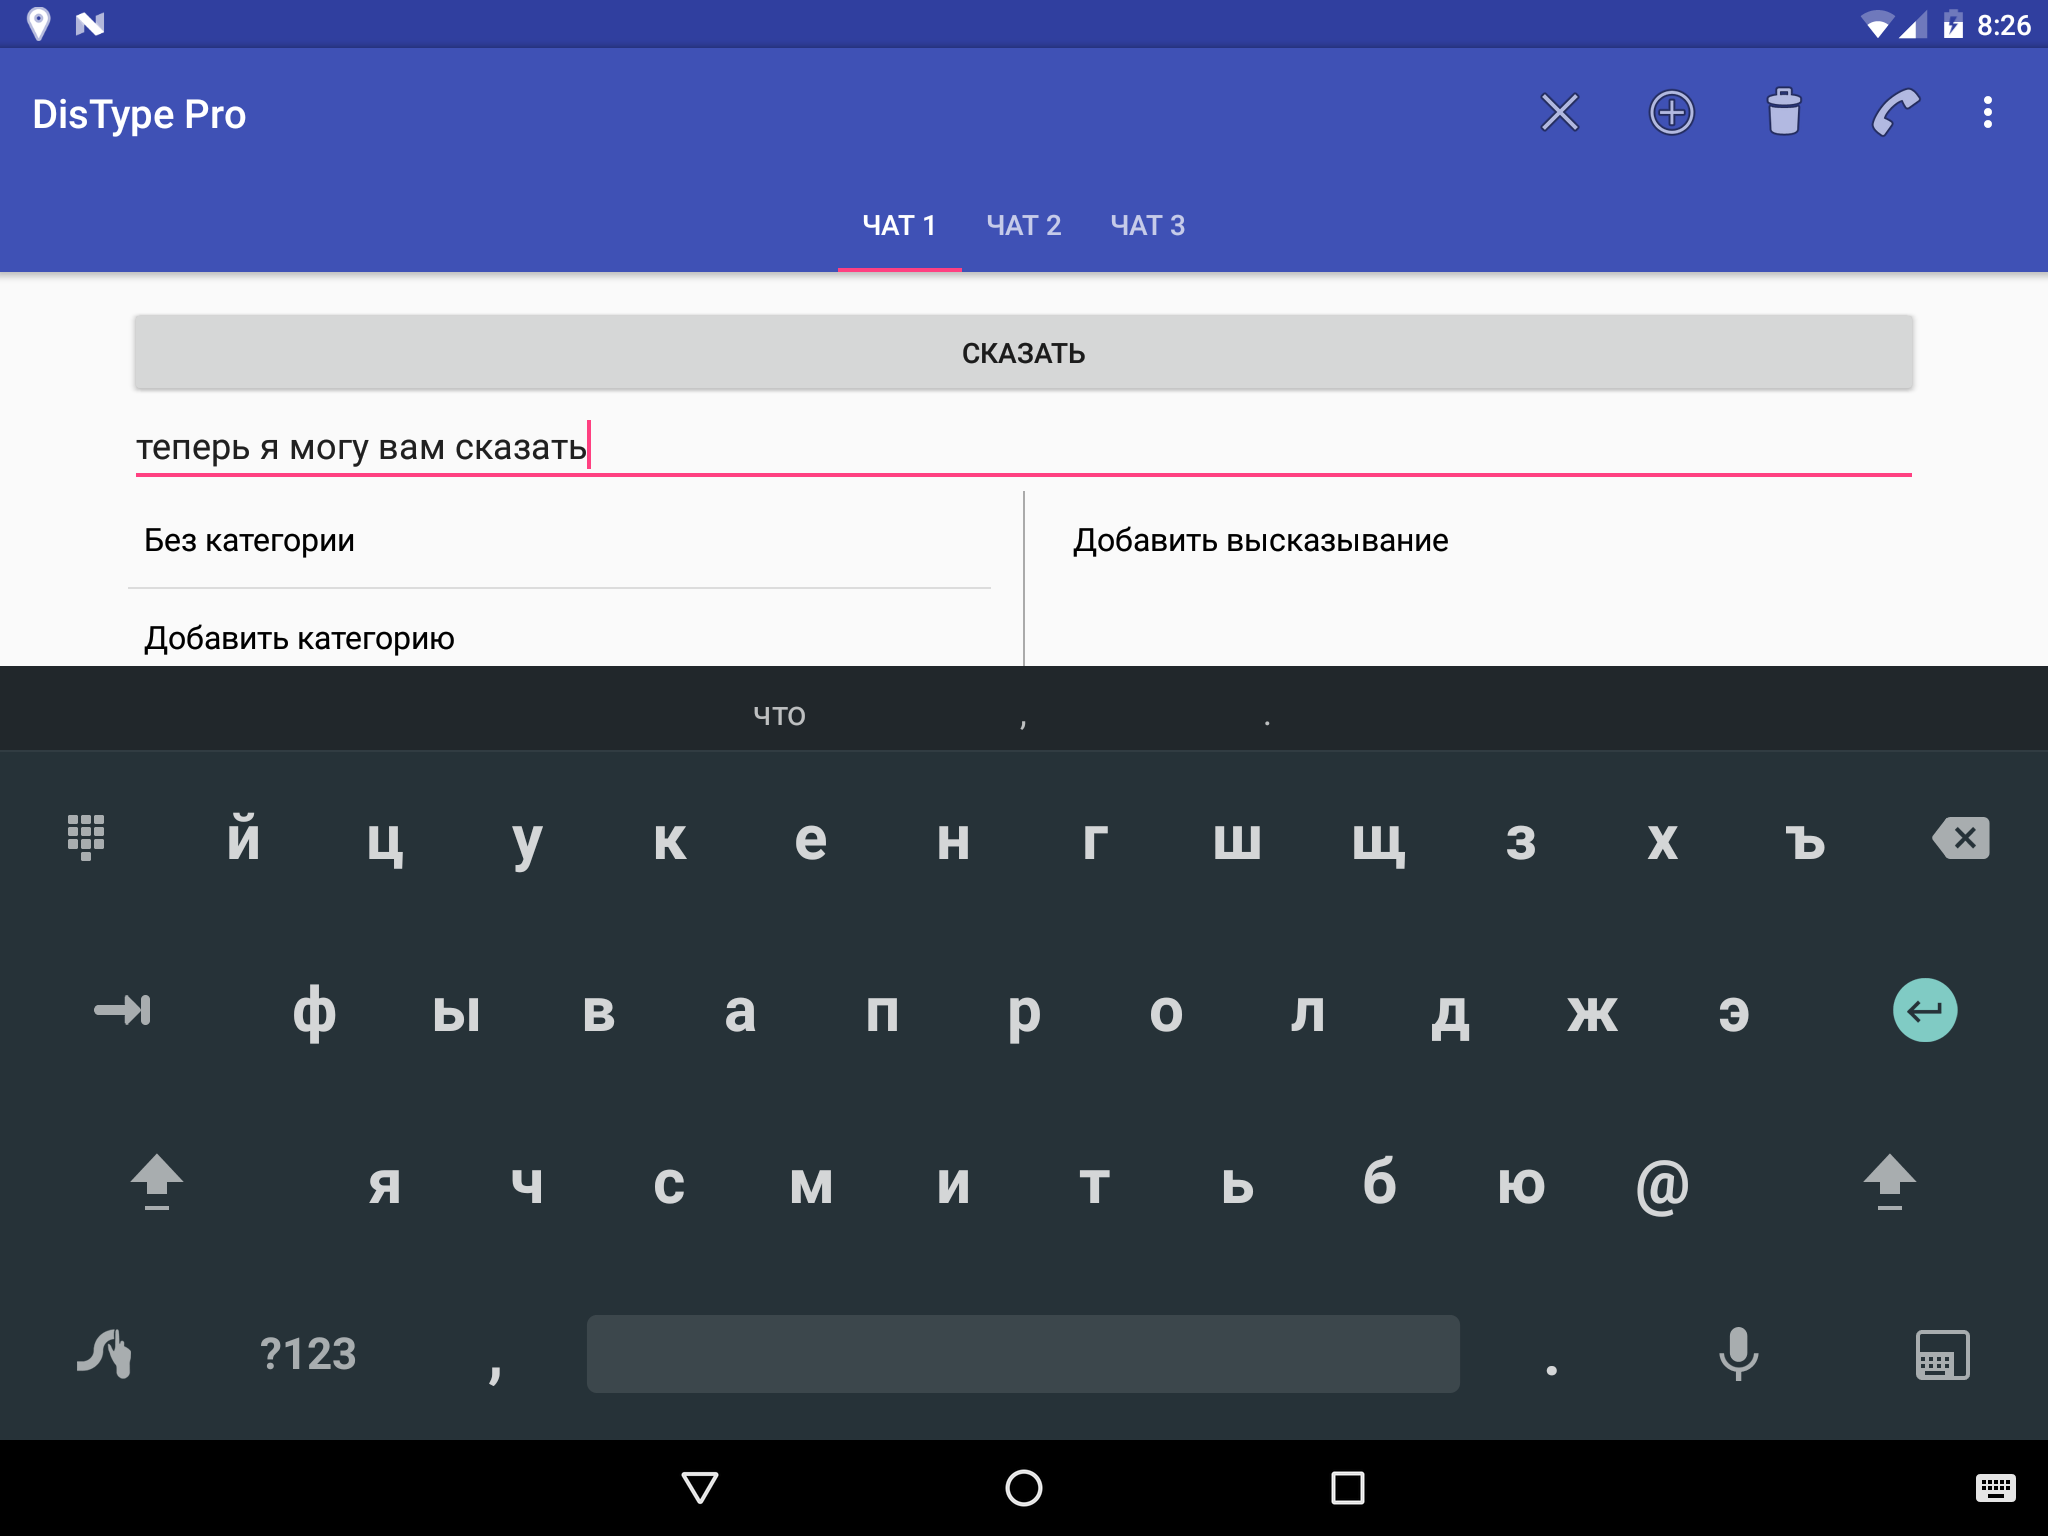 8:26
DisType Pro
ЧАТ 1 ЧАТ 2 ЧАТ 3
СКАЗАТЬ
теперь я могу вам сказать
Без категории
Добавить высказывание
Добавить категорию
что , .
й ц у к е н г ш щ з х ъ
ф ы в а п р о л д ж э
я ч с м и т ь б ю @
?123 , .